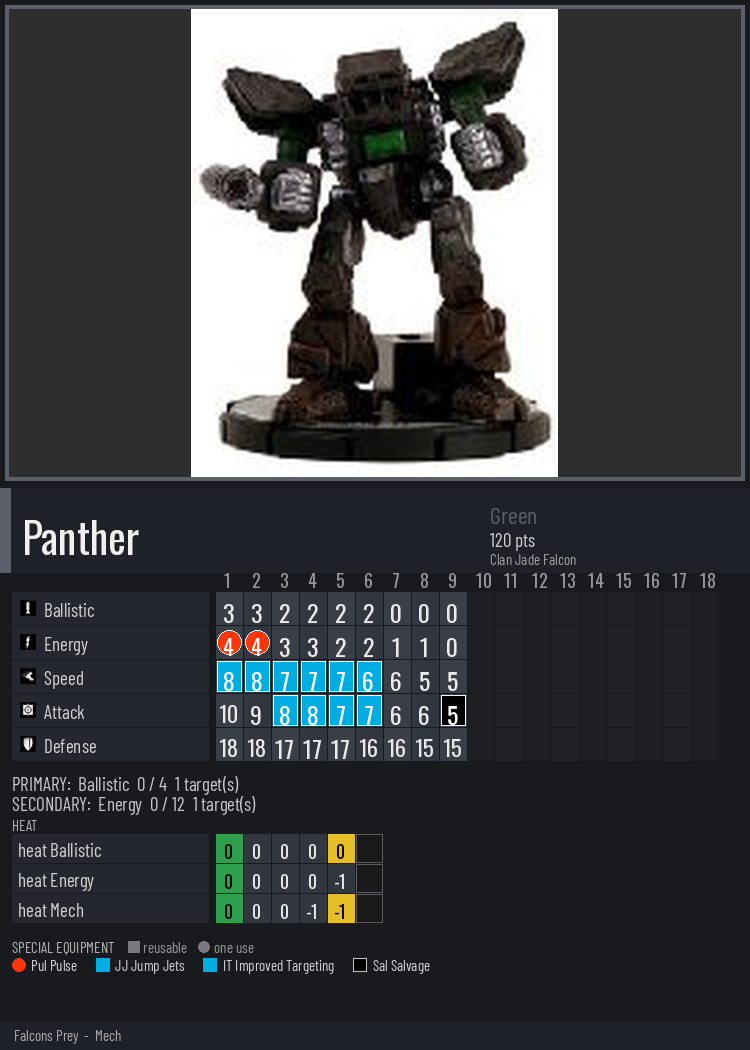 Panther
Green
120 pts
Clan Jade Falcon
1 2 3 4 5 6 7 8 9 10 11 12 13 14 15 16 17 18
Ballistic 3 3 2 2 2 2 0 0 0
Energy 4 4 3 3 2 2 1 1 0
Speed 8 8 7 7 7 6 6 5 5
Attack 10 9 8 8 7 7 6 6 5
Defense 18 18 17 17 17 16 16 15 15
PRIMARY: Ballistic 0 / 4 1 target(s)
SECONDARY: Energy 0 / 12 1 target(s)
HEAT
heat Ballistic 0 0 0 0 0
heat Energy 0 0 0 0 -1
heat Mech 0 0 0 -1 -1
SPECIAL EQUIPMENT reusable one use
Pul Pulse JJ Jump Jets IT Improved Targeting Sal Salvage
Falcons Prey - Mech